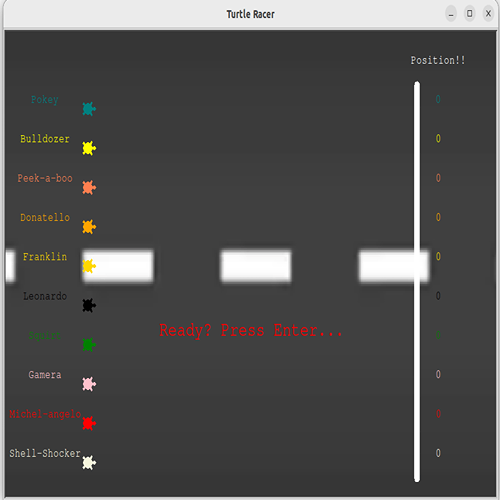 Turtle Racer
Position!!
Pokey 0
Bulldozer 0
Peek-a-boo 0
Donatello 0
Franklin 0
Leonardo 0
0
Ready? Press Enter...
Gamera 0
Michel-angelo 0
Shell-Shocker 0